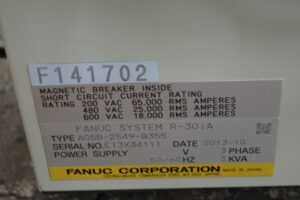 F141702
MAGNETIC BREAKER INSIDE
SHORT CIRCUIT CURRENT RATING
RATING 200 VAC 65,000 RMS AMPERES
480 VAC 25,000 RMS AMPERES
600 VAC 18,000 RMS AMPERES
FANUC SYSTEM R-30iA
TYPE A05B-2549-B355
SERIAL NO. E13X34111 DATE 2013-10
POWER SUPPLY V 3 PHASE
50/60HZ 3 KVA
FANUC CORPORATION
MADE IN JAPAN